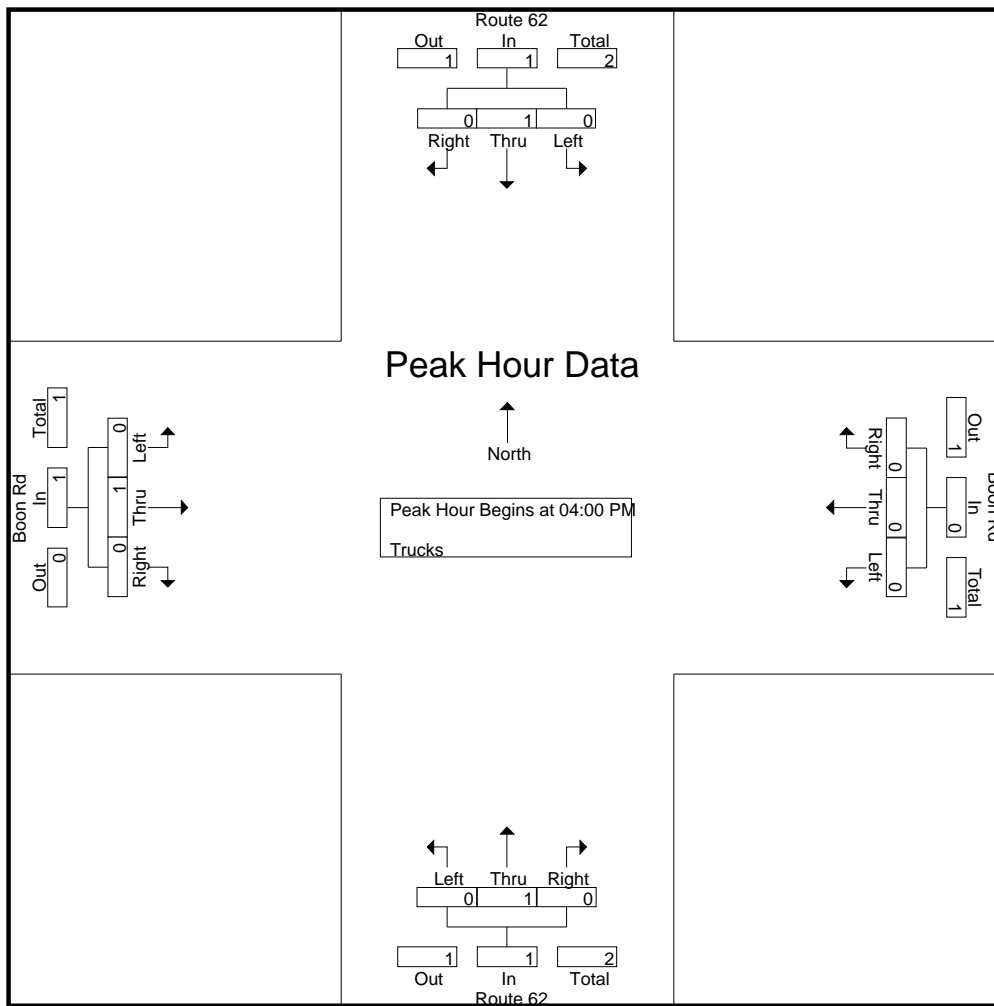 Route 62
Out In Total
1 1 2
0 1 0
Right Thru Left
Peak Hour Data
North
Peak Hour Begins at 04:00 PM
Trucks
Boon Rd
Out In Total
0 1 1
Right Thru Left
0 1 0
Boon Rd
Out In Total
1 0 1
Right Thru Left
0 0 0
Left Thru Right
0 1 0
1 1 2
Out In Total
Route 62